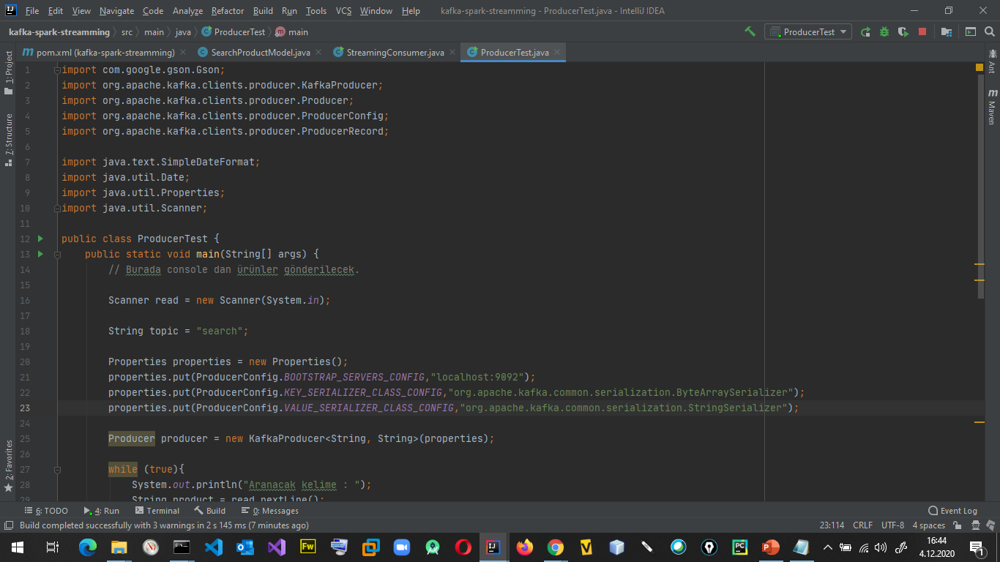 File Edit View Navigate Code Analyze Refactor Build Run Tools VCS Window Help kafka-spark-streamming - ProducerTest.java - IntelliJ IDEA
kafka-spark-streamming src main java ProducerTest main ProducerTest
pom.xml (kafka-spark-streamming) SearchProductModel.java StreamingConsumer.java ProducerTest.java
1: Project
7: Structure
2: Favorites
1 import com.google.gson.Gson;
2 import org.apache.kafka.clients.producer.KafkaProducer;
3 import org.apache.kafka.clients.producer.Producer;
4 import org.apache.kafka.clients.producer.ProducerConfig;
5 import org.apache.kafka.clients.producer.ProducerRecord;
6
7 import java.text.SimpleDateFormat;
8 import java.util.Date;
9 import java.util.Properties;
10 import java.util.Scanner;
11
12 public class ProducerTest {
13 public static void main(String[] args) {
14 // Burada console dan ürünler gönderilecek.
15
16 Scanner read = new Scanner(System.in);
17
18 String topic = "search";
19
20 Properties properties = new Properties();
21 properties.put(ProducerConfig.BOOTSTRAP_SERVERS_CONFIG,"localhost:9092");
22 properties.put(ProducerConfig.KEY_SERIALIZER_CLASS_CONFIG,"org.apache.kafka.common.serialization.ByteArraySerializer");
23 properties.put(ProducerConfig.VALUE_SERIALIZER_CLASS_CONFIG,"org.apache.kafka.common.serialization.StringSerializer");
24
25 Producer producer = new KafkaProducer<String, String>(properties);
26
27 while (true){
28 System.out.println("Aranacak kelime : ");
29 String product = read.nextLine();
Ant
Maven
6: TODO 4: Run Terminal Build 0: Messages Event Log
Build completed successfully with 3 warnings in 2 s 145 ms (7 minutes ago) 23:114 CRLF UTF-8 4 spaces
16:44
4.12.2020
1